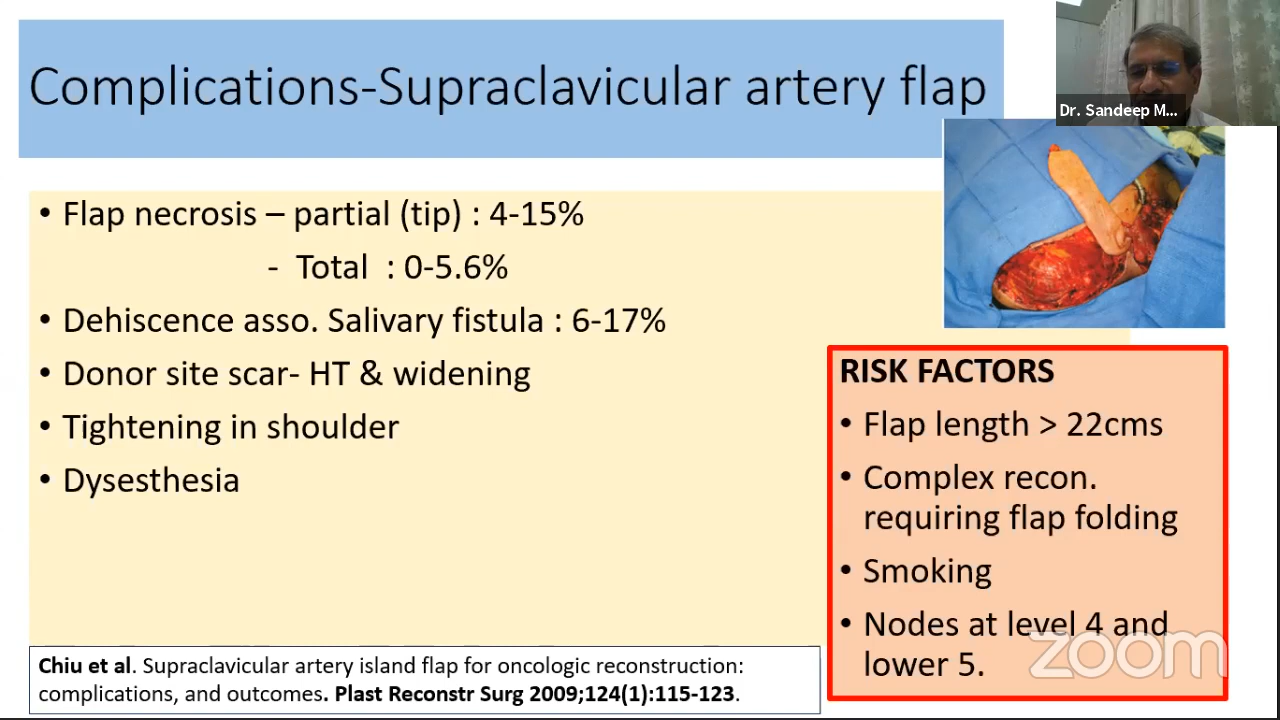 Complications-Supraclavicular artery flap
Dr. Sandeep M...
• Flap necrosis – partial (tip) : 4-15%
- Total : 0-5.6%
• Dehiscence asso. Salivary fistula : 6-17%
• Donor site scar- HT & widening
• Tightening in shoulder
• Dysesthesia
RISK FACTORS
• Flap length > 22cms
• Complex recon.
requiring flap folding
• Smoking
• Nodes at level 4 and
lower 5.
zoom
Chiu et al. Supraclavicular artery island flap for oncologic reconstruction:
complications, and outcomes. Plast Reconstr Surg 2009;124(1):115-123.